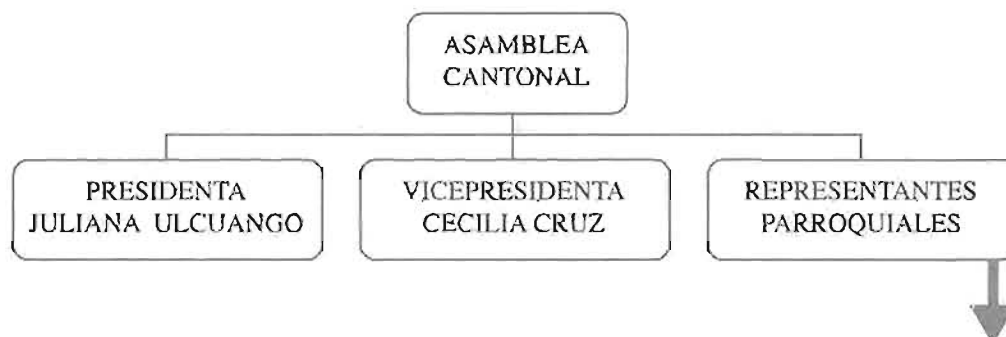 ASAMBLEA
CANTONAL
PRESIDENTA
JULIANA ULCUANGO
VICEPRESIDENTA
CECILIA CRUZ
REPRESENTANTES
PARROQUIALES